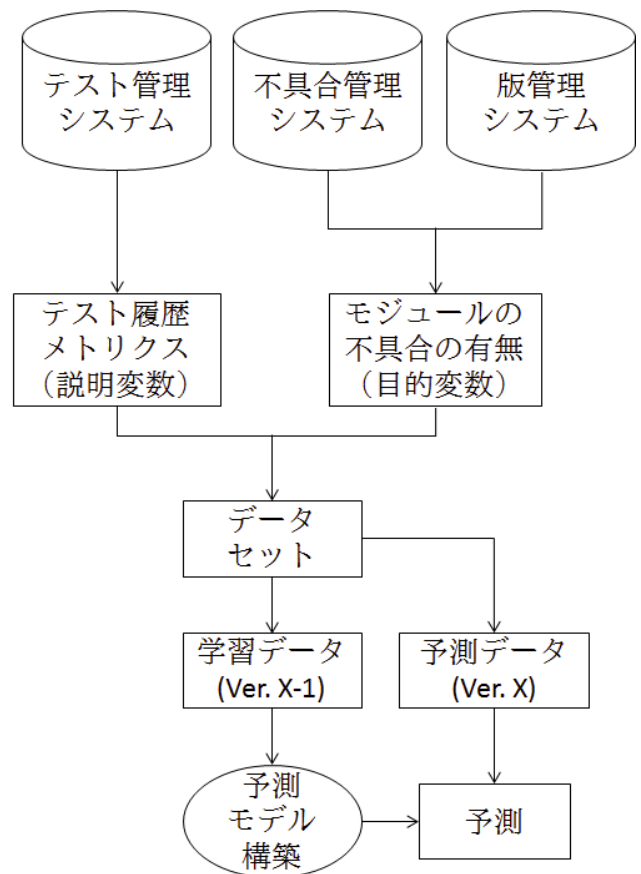 テスト管理
システム
不具合管理
システム
版管理
システム
テスト履歴
メトリクス
（説明変数）
モジュールの
不具合の有無
（目的変数）
データ
セット
学習データ
(Ver. X-1)
予測データ
(Ver. X)
予測
モデル
構築
予測